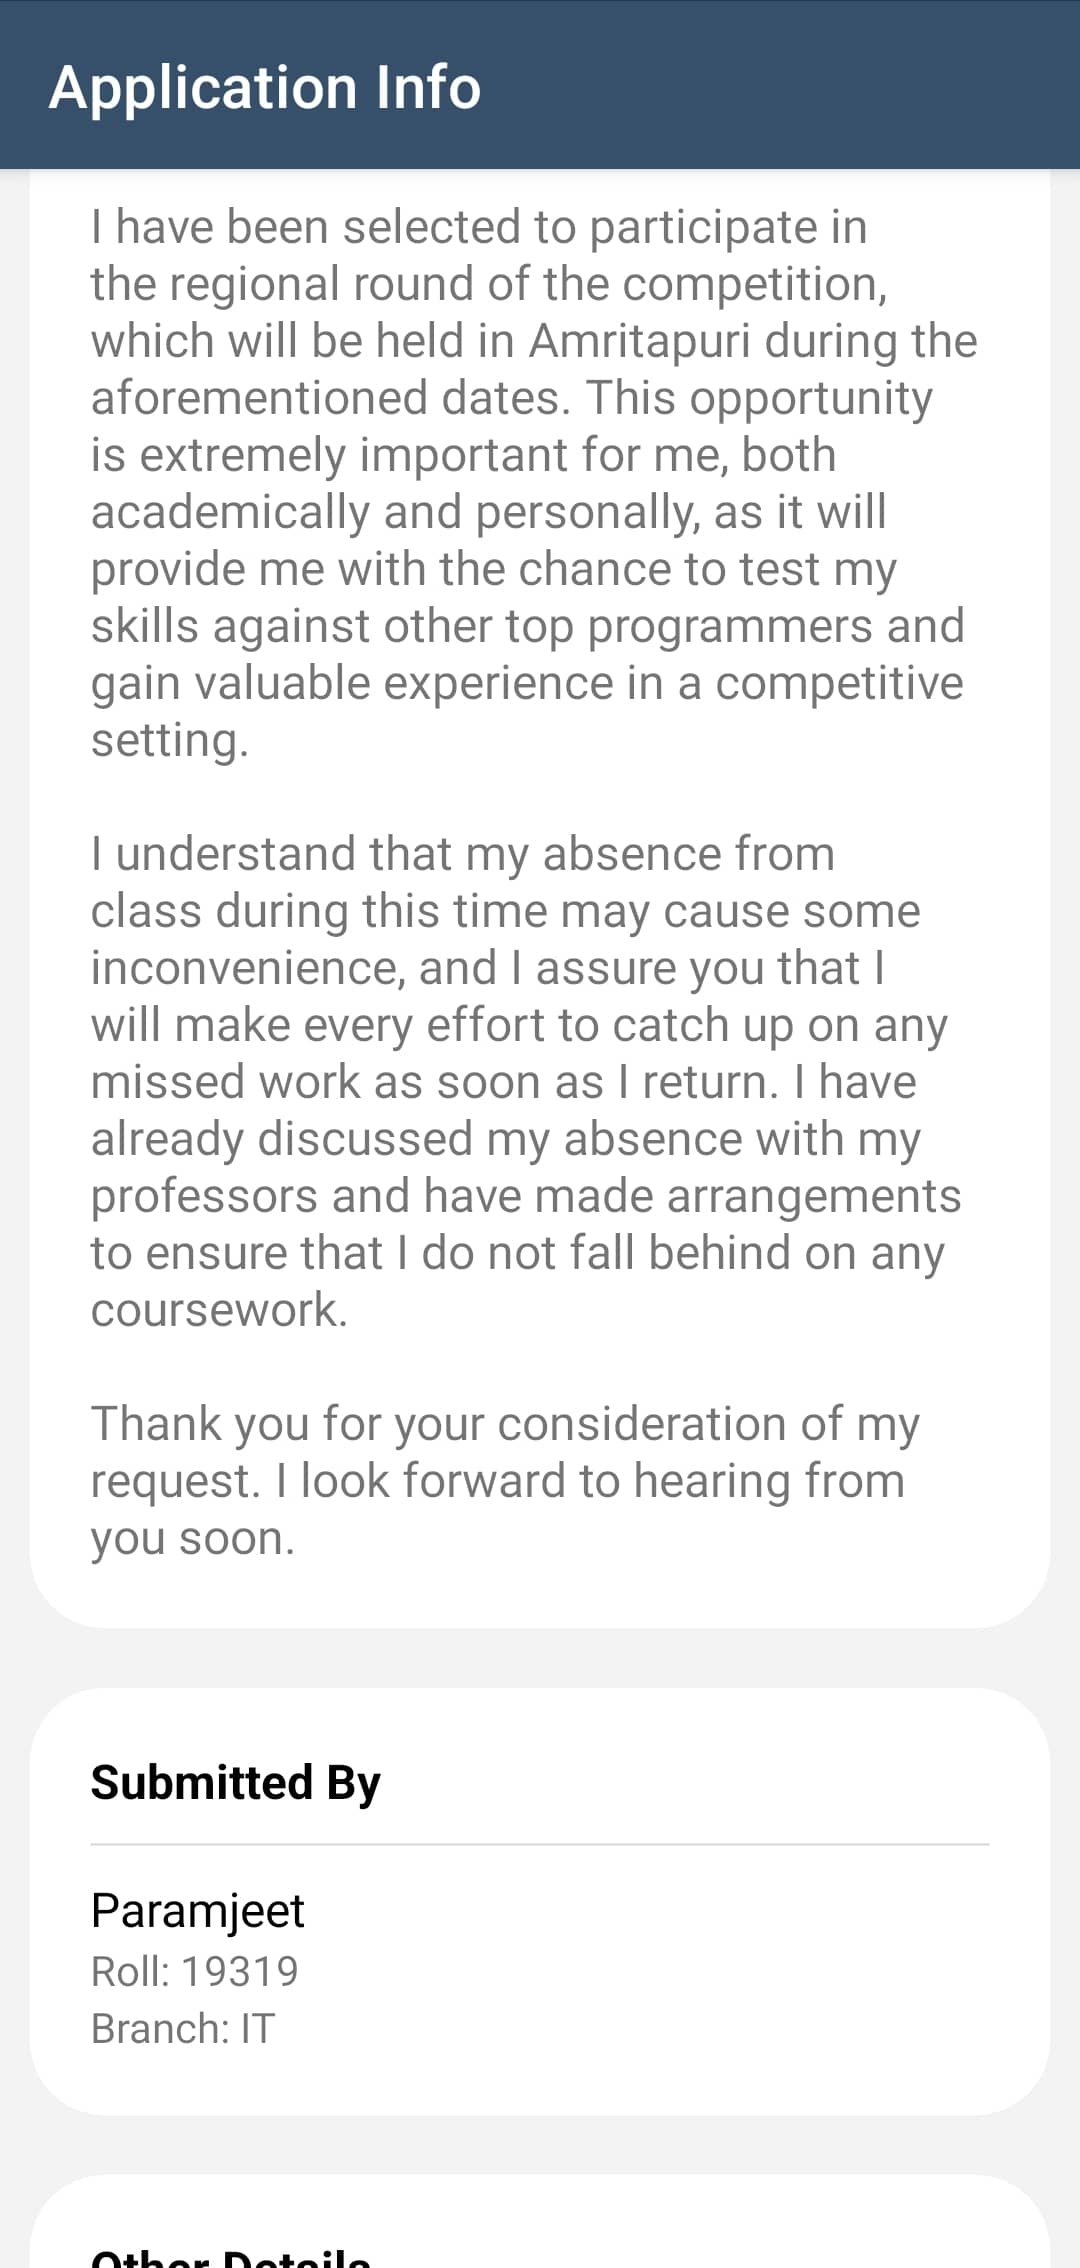 Application Info
I have been selected to participate in
the regional round of the competition,
which will be held in Amritapuri during the
aforementioned dates. This opportunity
is extremely important for me, both
academically and personally, as it will
provide me with the chance to test my
skills against other top programmers and
gain valuable experience in a competitive
setting.
I understand that my absence from
class during this time may cause some
inconvenience, and I assure you that I
will make every effort to catch up on any
missed work as soon as I return. I have
already discussed my absence with my
professors and have made arrangements
to ensure that I do not fall behind on any
coursework.
Thank you for your consideration of my
request. I look forward to hearing from
you soon.
Submitted By
Paramjeet
Roll: 19319
Branch: IT
Other Details